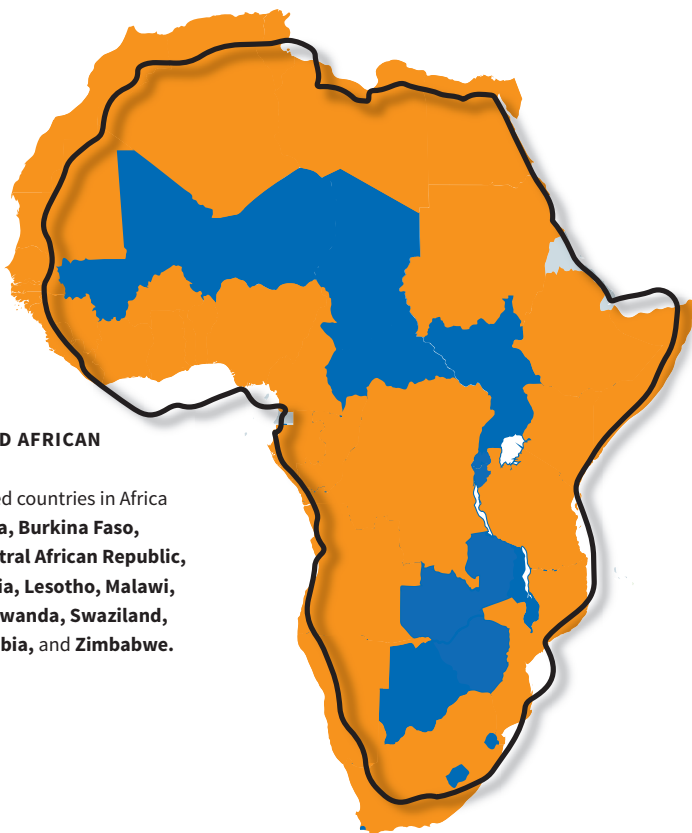 D AFRICAN
ed countries in Africa
a, Burkina Faso,
tral African Republic,
ia, Lesotho, Malawi,
wanda, Swaziland,
bia, and Zimbabwe.